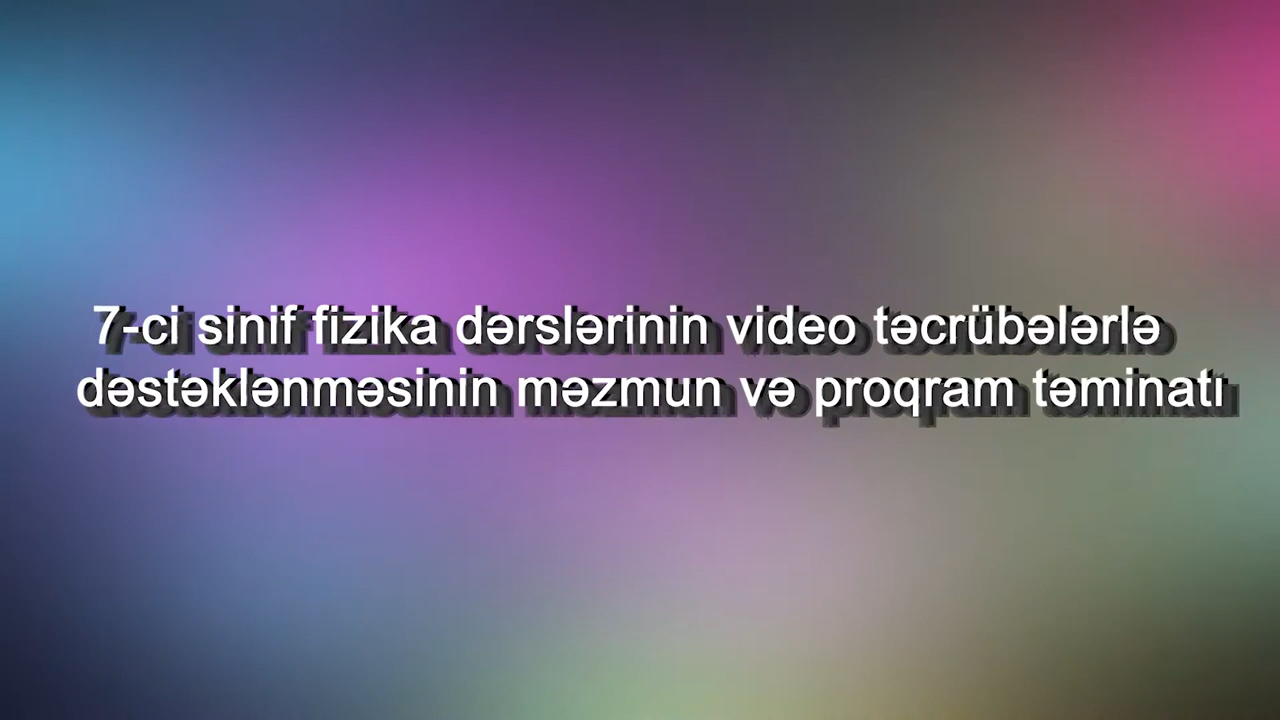 7-ci sinif fizika dərslərinin video təcrübələrlə
dəstəklənməsinin məzmun və proqram təminatı